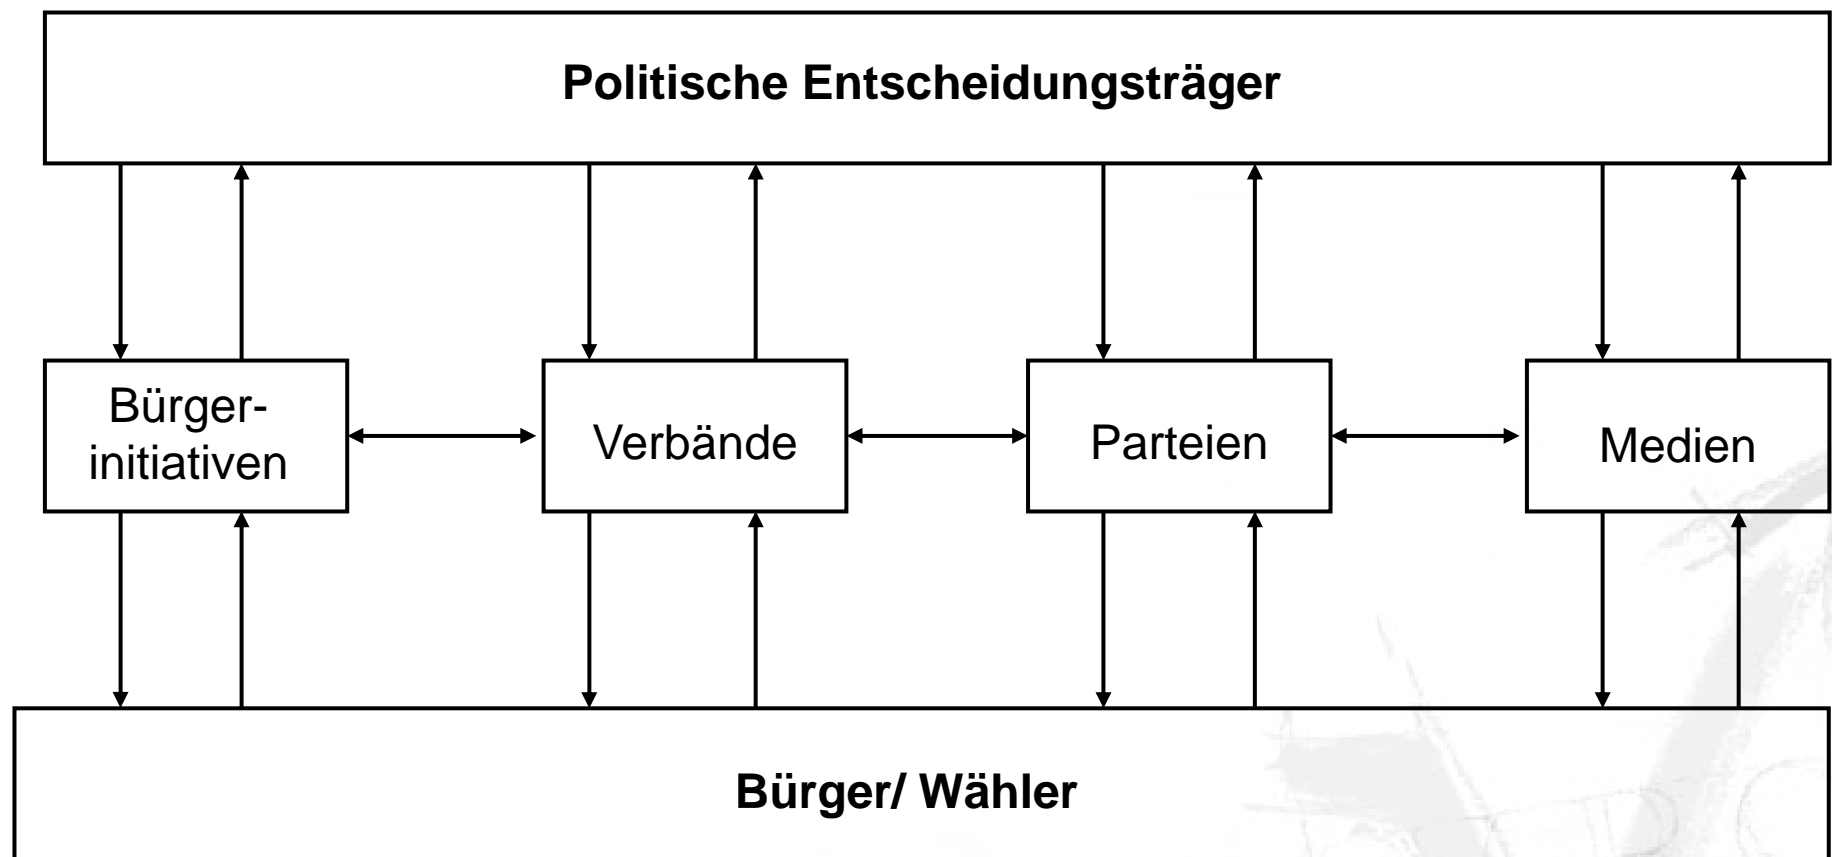 Politische Entscheidungsträger
Bürger-
initiativen
Verbände
Parteien
Medien
Bürger/ Wähler